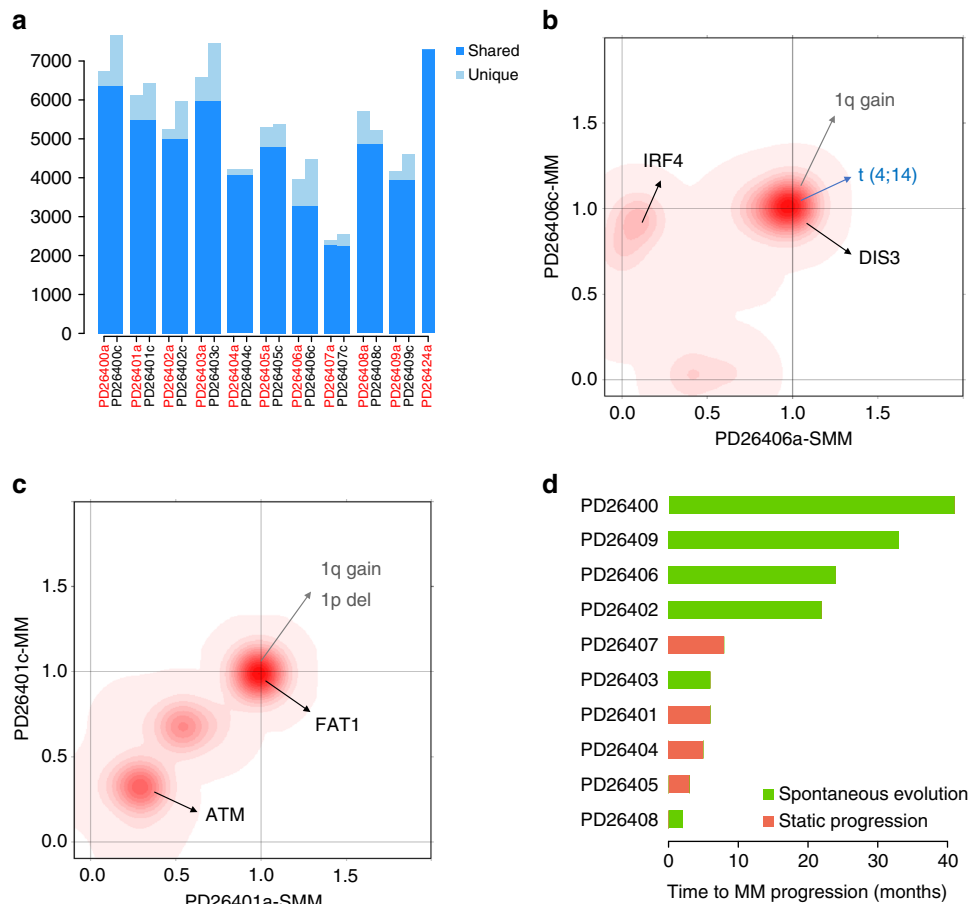 a
7000
6000
5000
4000
3000
2000
1000
0
Shared
Unique
PD26400a
PD26400c
PD26401a
PD26401c
PD26402a
PD26402c
PD26403a
PD26403c
PD26404a
PD26404c
PD26405a
PD26405c
PD26406a
PD26406c
PD26407a
PD26407c
PD26408a
PD26408c
PD26409a
PD26409c
PD26424a
b
PD26406c-MM
1.5
1.0
0.5
0.0
1q gain
IRF4
t (4;14)
DIS3
0.0 0.5 1.0 1.5
PD26406a-SMM
c
PD26401c-MM
1.5
1.0
0.5
0.0
1q gain
1p del
FAT1
ATM
0.0 0.5 1.0 1.5
PD26401a-SMM
d
PD26400
PD26409
PD26406
PD26402
PD26407
PD26403
PD26401
PD26404
PD26405
PD26408
Spontaneous evolution
Static progression
0 10 20 30 40
Time to MM progression (months)